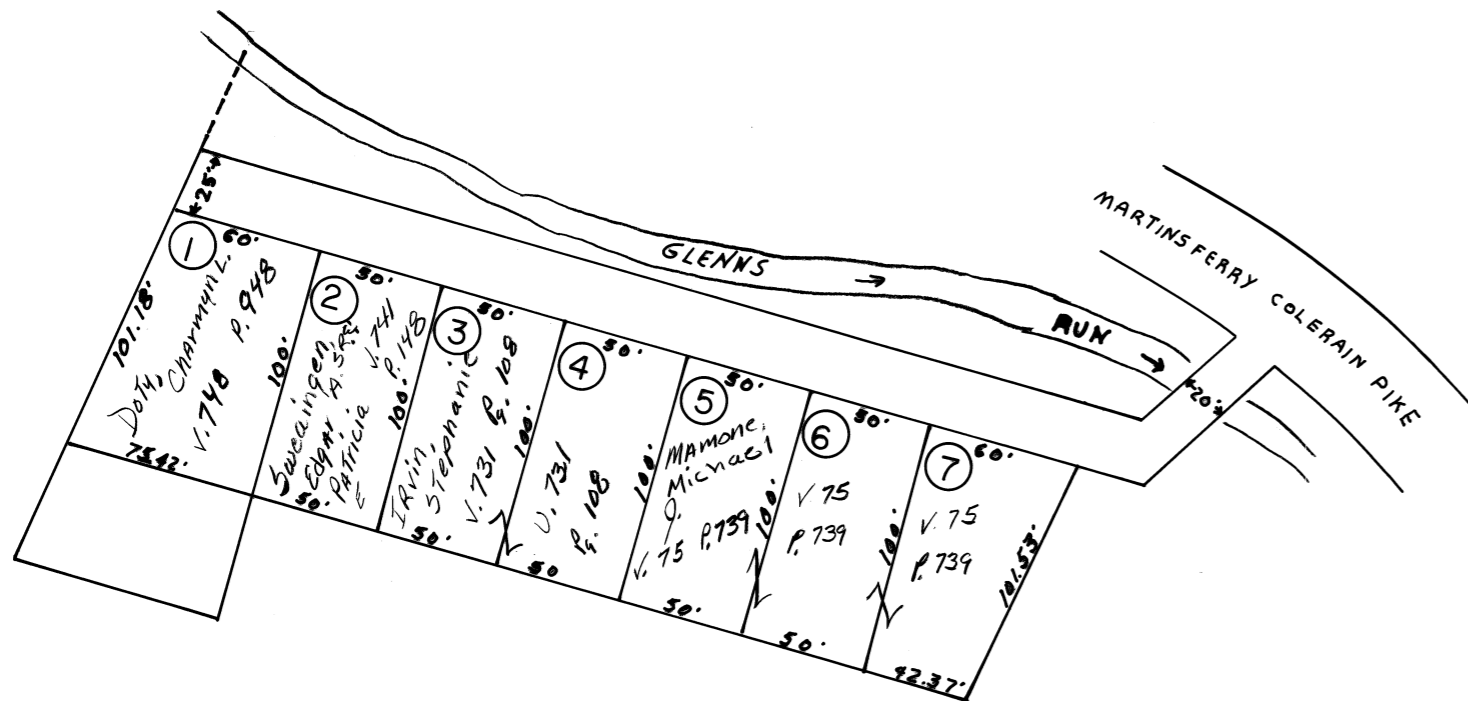 GLENNS
RUN
MARTINSFERRY COLERAIN PIKE
25'
20'
1
60'
101.18'
Doty, Charmayn L.
V. 748 P. 948
100'
75.42'
2
50'
Edgar A.
Patricia
E
V. 741
P. 148
100'
50'
3
50'
Irvin,
Stephanie
V. 731 Pg. 108
100'
50'
4
50'
V. 731
Pg. 108
100'
50
5
50'
MAMONE,
Michael
J.
V. 75 P. 739
100'
50'
6
50'
V 75
P. 739
100'
50'
7
60'
V. 75
P. 739
101.53'
42.37'